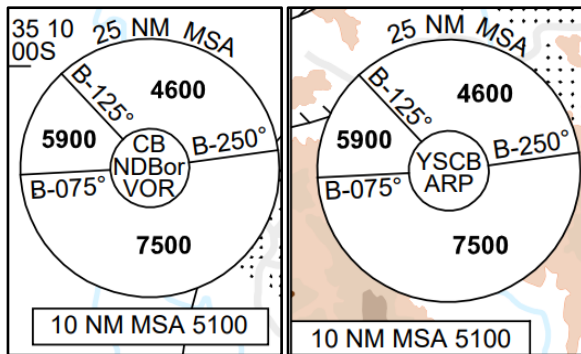 35 10
00S
25 NM MSA
B-125°
4600
5900
CB
NDBor
VOR
B-250°
B-075°
7500
10 NM MSA 5100
25 NM MSA
B-125°
4600
5900
YSCB
ARP
B-250°
B-075°
7500
10 NM MSA 5100